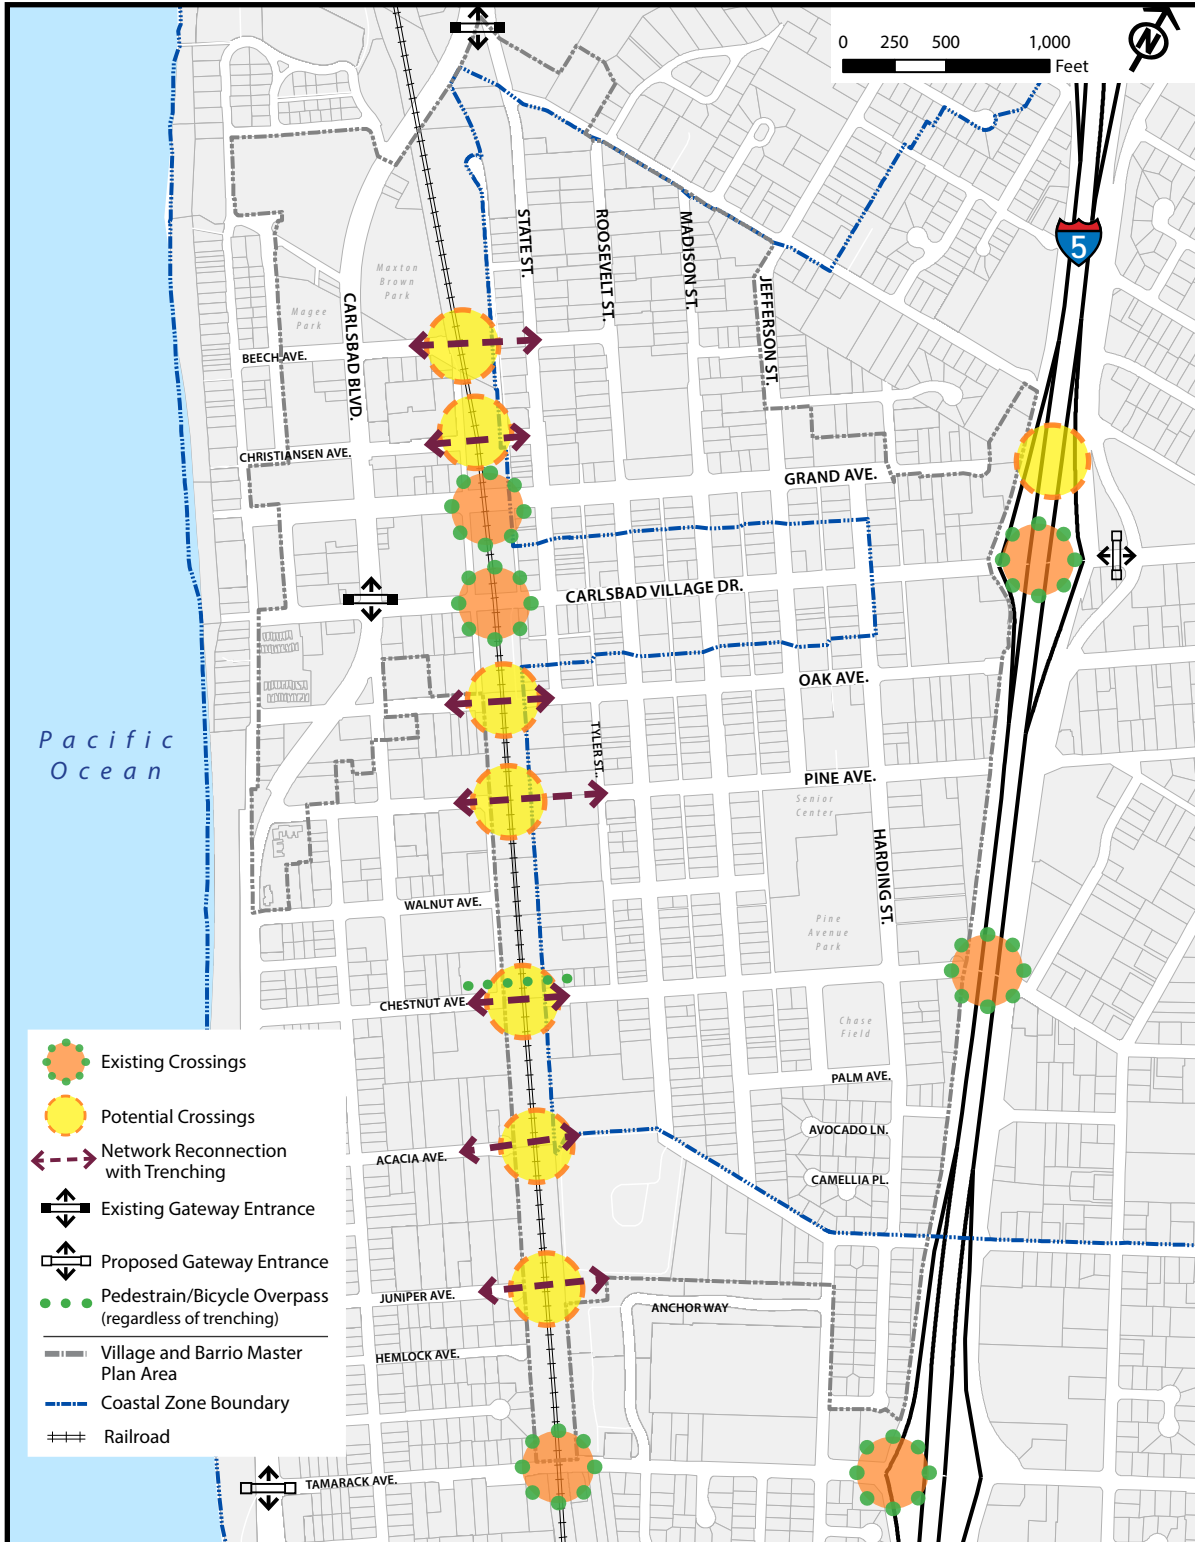 0 250 500 1,000
Feet
N
5
STATE ST.
ROOSEVELT ST.
MADISON ST.
JEFFERSON ST.
CARLSBAD BLVD.
Maxton
Brown
Park
Magee
Park
BEECH AVE.
CHRISTIANSEN AVE.
GRAND AVE.
CARLSBAD VILLAGE DR.
OAK AVE.
TYLER ST..
PINE AVE.
Pacific
Ocean
Senior
Center
HARDING ST.
WALNUT AVE.
Pine
Avenue
Park
CHESTNUT AVE.
Chase
Field
PALM AVE.
AVOCADO LN.
ACACIA AVE.
CAMELLIA PL.
JUNIPER AVE.
ANCHOR WAY
HEMLOCK AVE.
TAMARACK AVE.
Existing Crossings
Potential Crossings
Network Reconnection
with Trenching
Existing Gateway Entrance
Proposed Gateway Entrance
Pedestrain/Bicycle Overpass
(regardless of trenching)
Village and Barrio Master
Plan Area
Coastal Zone Boundary
Railroad